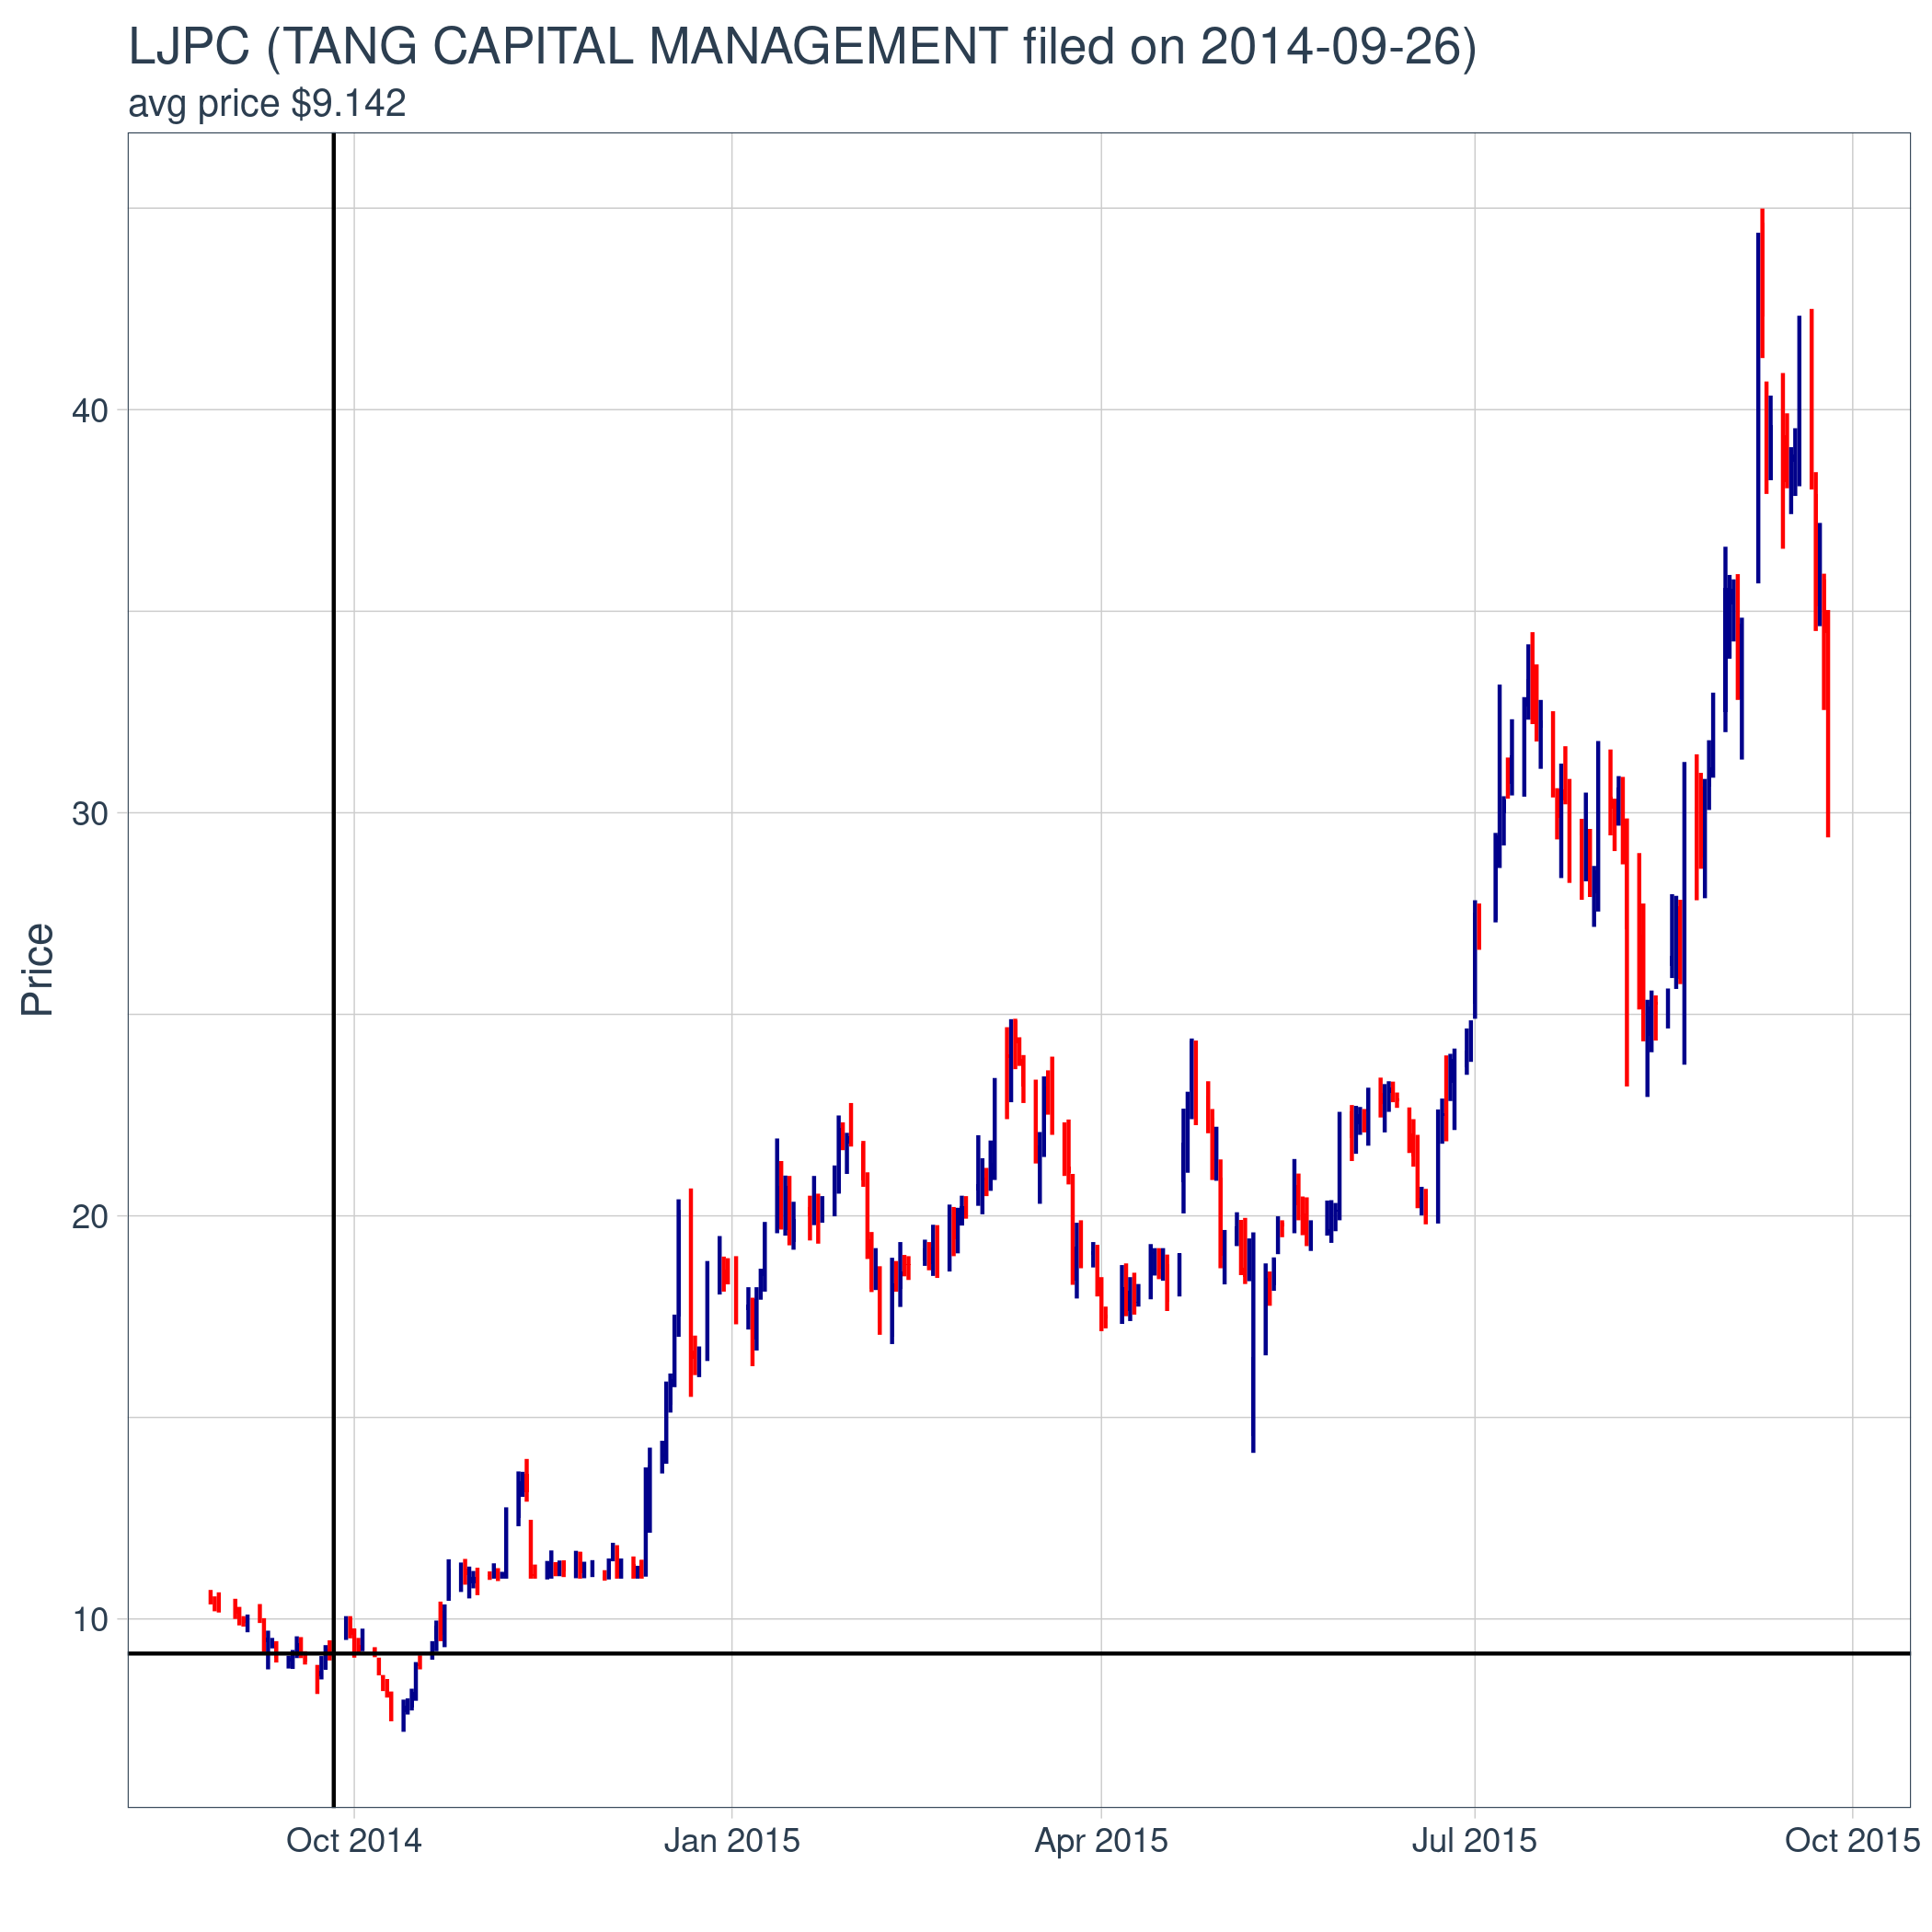 LJPC (TANG CAPITAL MANAGEMENT filed on 2014-09-26)
avg price $9.142
40
30
20
10
Price
Oct 2014
Jan 2015
Apr 2015
Jul 2015
Oct 2015